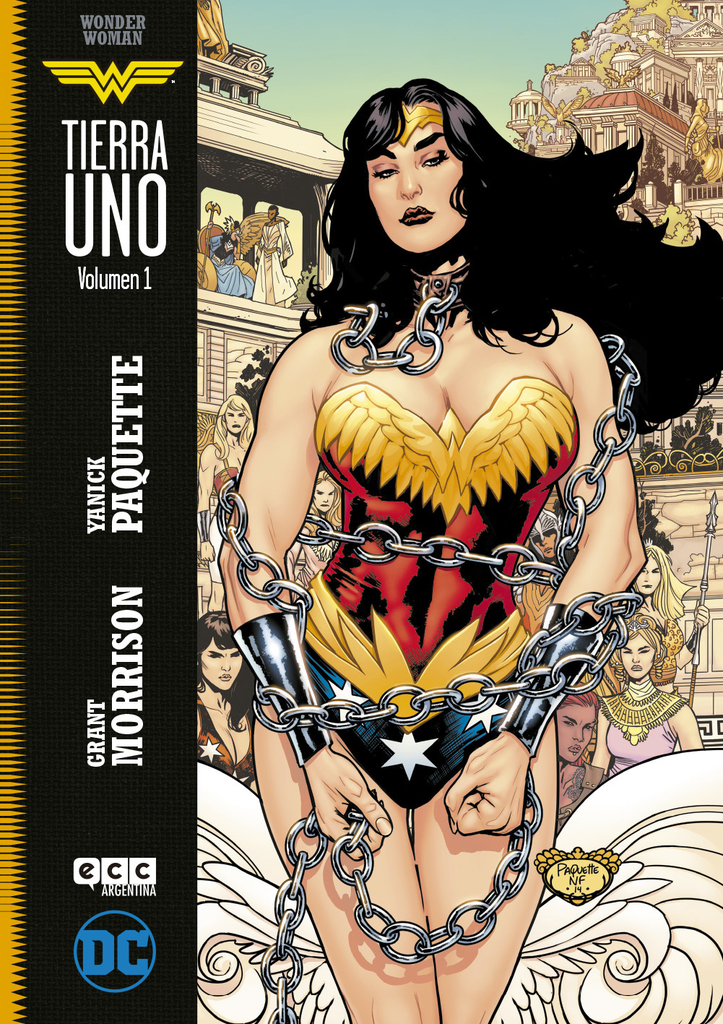 WONDER
WOMAN
TIERRA
UNO
Volumen 1
YANICK
PAQUETTE
GRANT
MORRISON
ecc
ARGENTINA
DC
PAQUETTE
NF
14